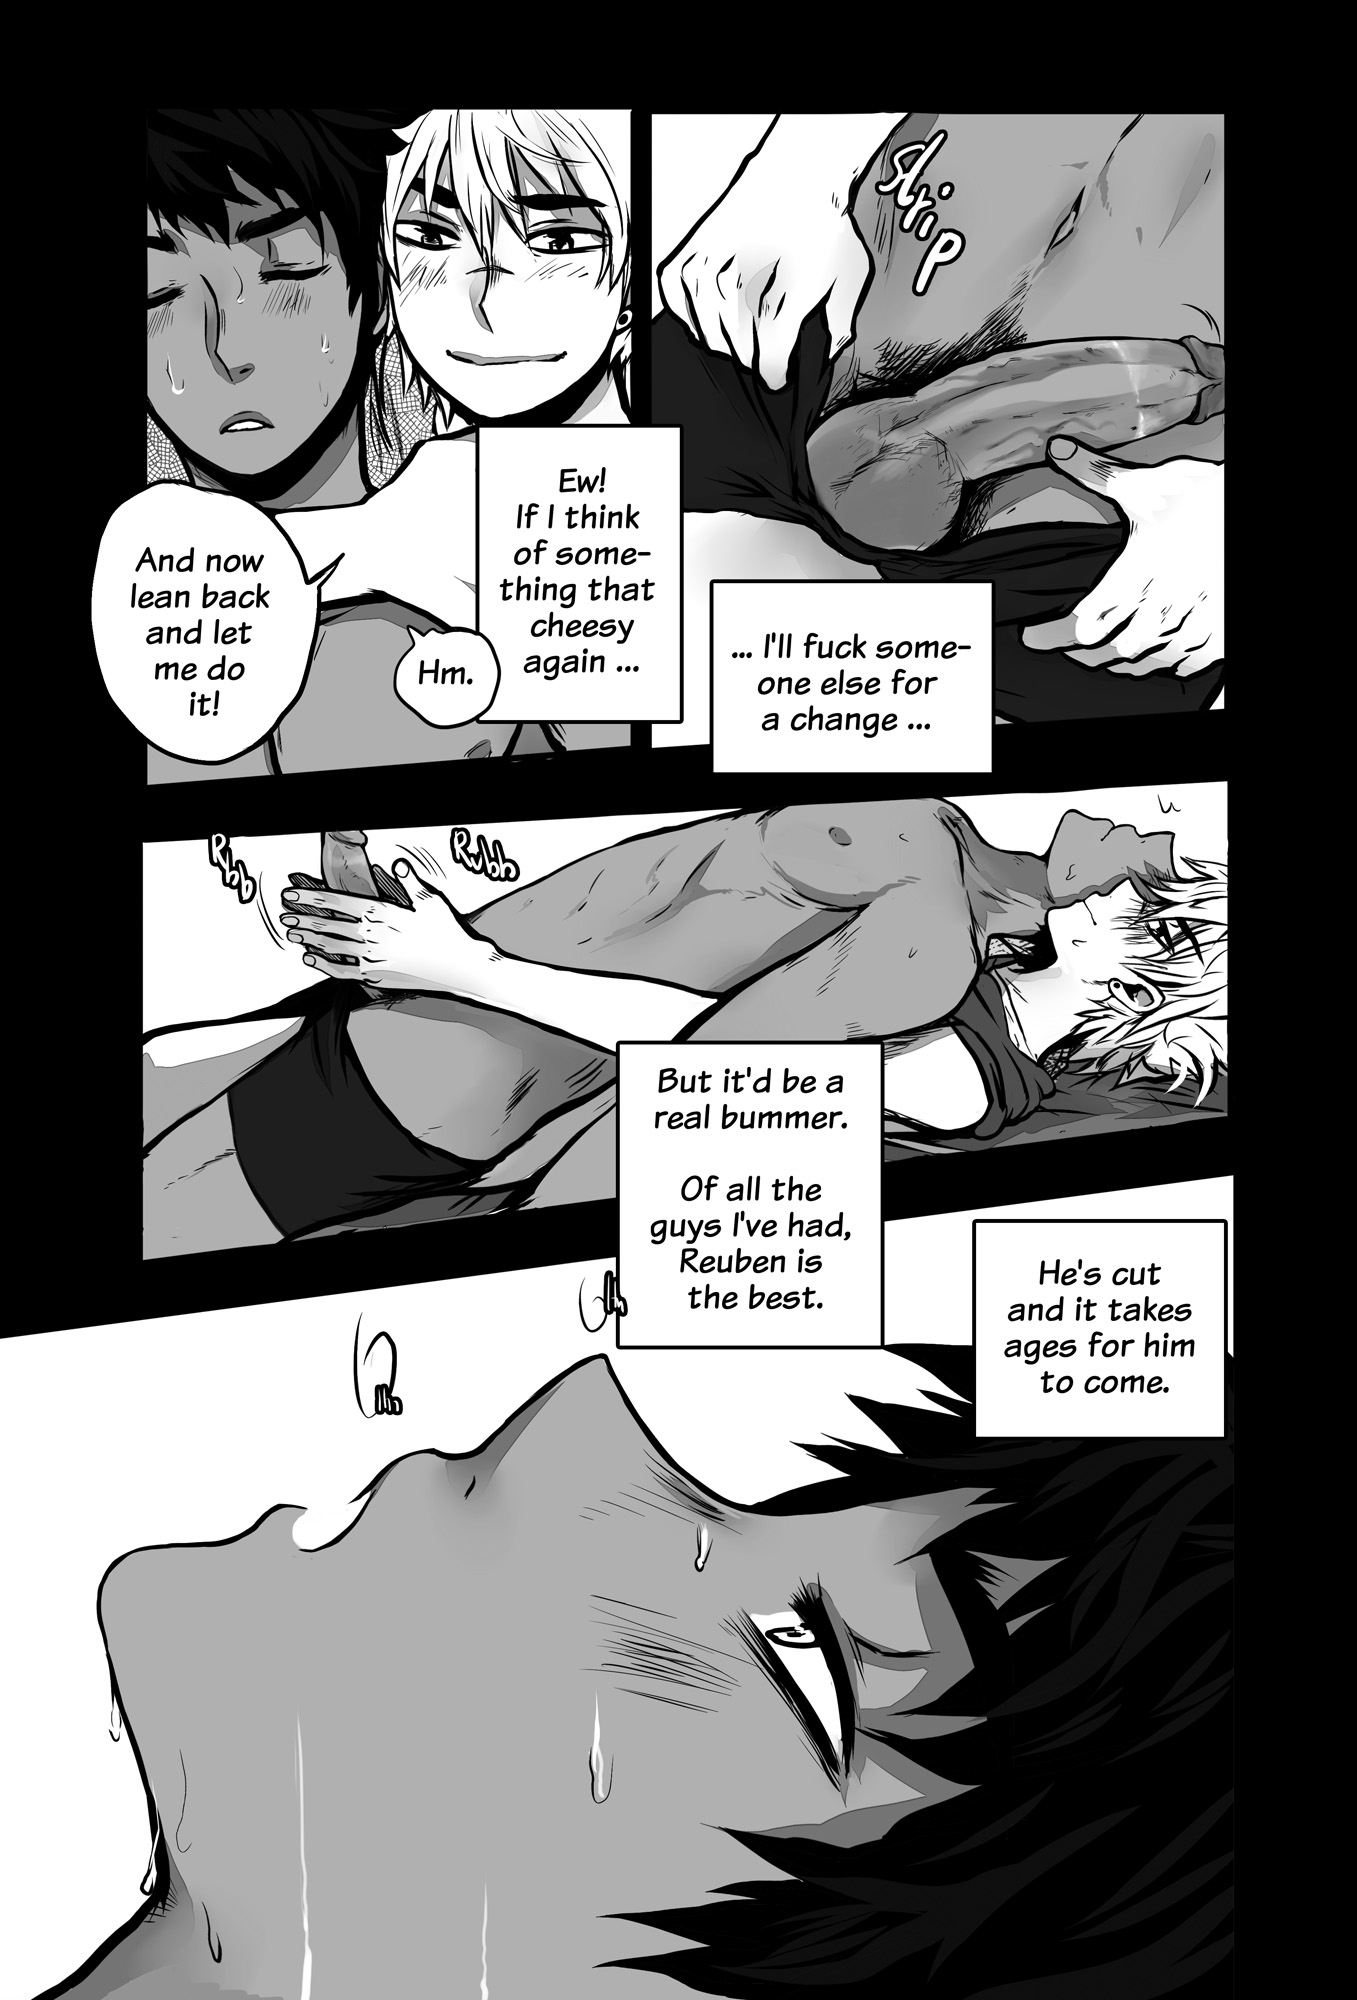 And now
lean back
and let
me do
it!
Hm.
Ew!
If I think
of some-
thing that
cheesy
again ...
Strip
... I'll fuck some-
one else for
a change ...
Rubb
Rubbb
But it'd be a
real bummer.
Of all the
guys I've had,
Reuben is
the best.
He's cut
and it takes
ages for him
to come.